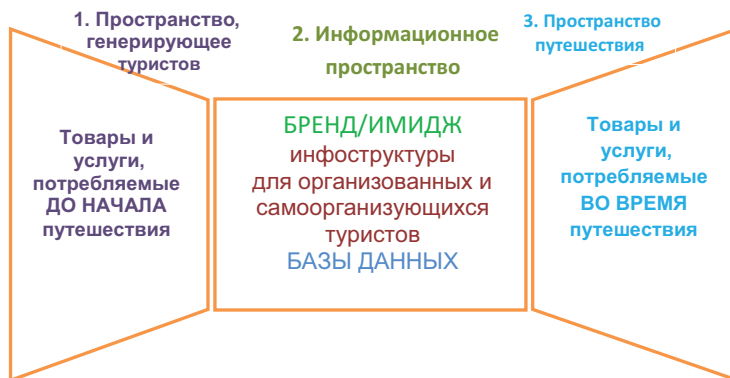 1. Пространство,
генерирующее
туристов
2. Информационное
пространство
3. Пространство
путешествия
Товары и
услуги,
потребляемые
ДО НАЧАЛА
путешествия
БРЕНД/ИМИДЖ
инфоструктуры
для организованных и
самоорганизующихся
туристов
БАЗЫ ДАННЫХ
Товары и
услуги,
потребляемые
ВО ВРЕМЯ
путешествия